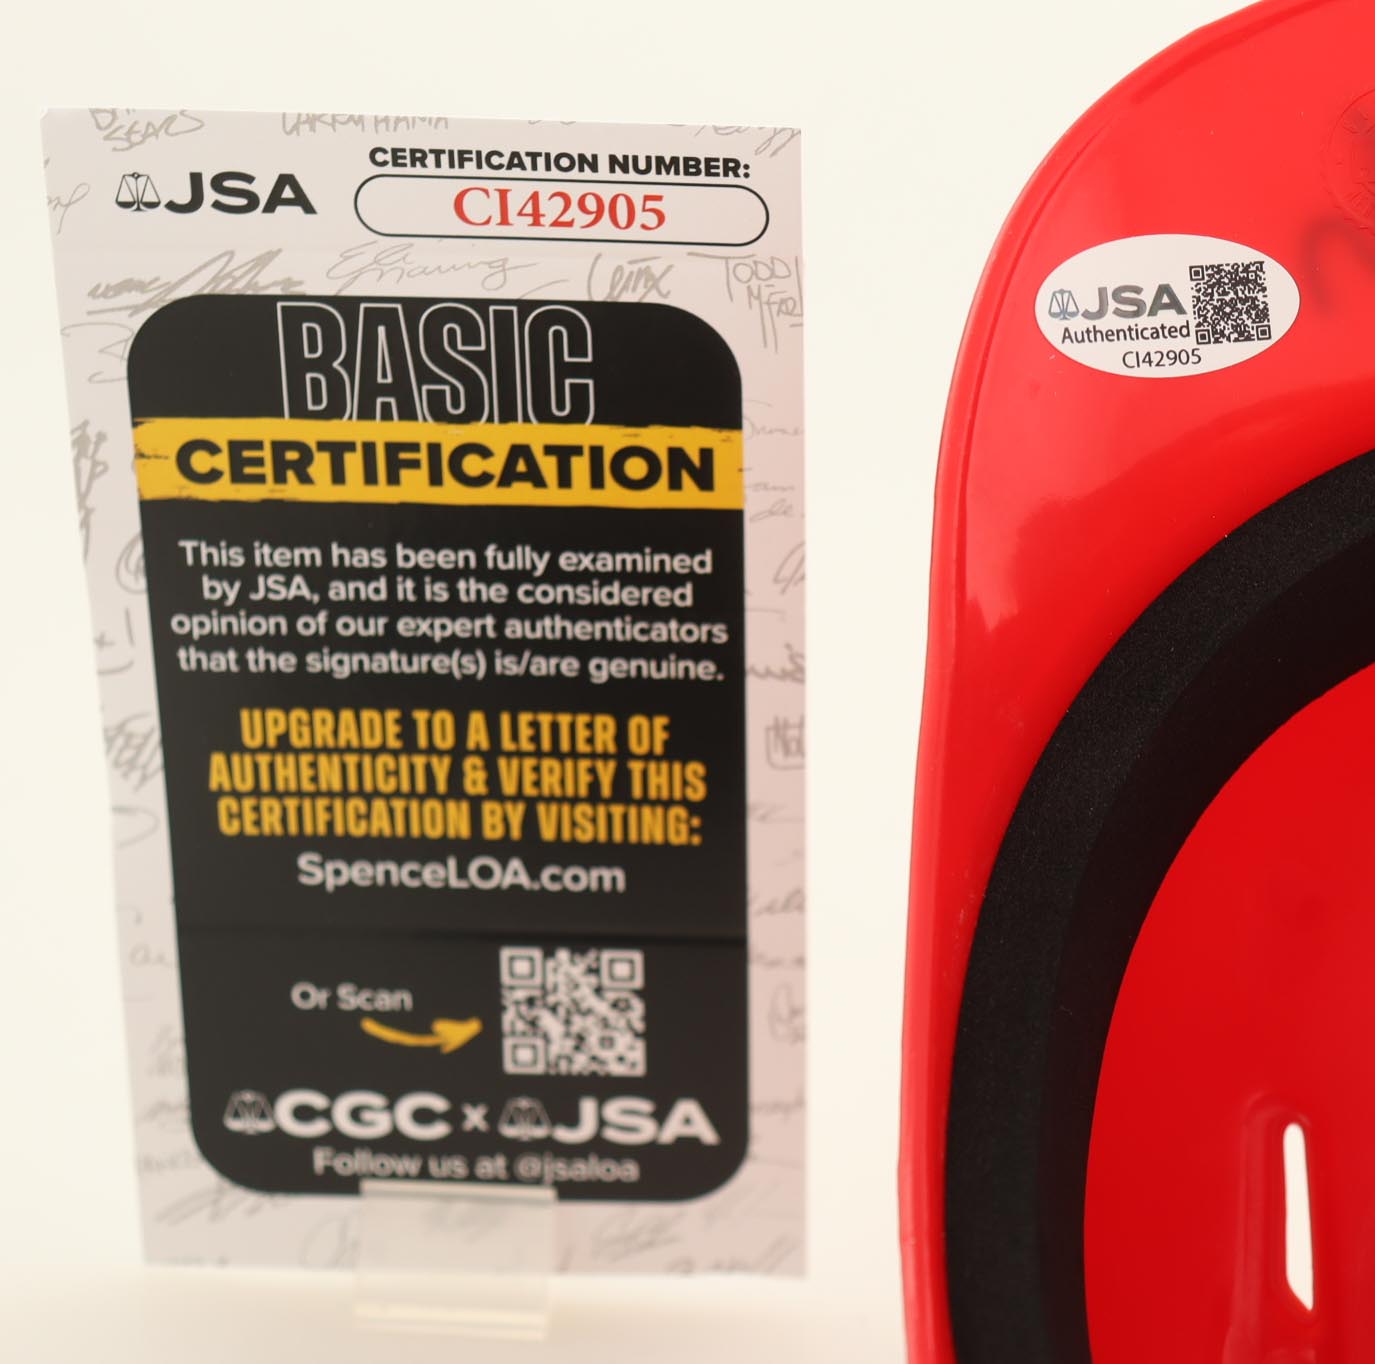 JSA
CERTIFICATION NUMBER:
CI42905
BASIC
CERTIFICATION
This item has been fully examined
by JSA, and it is the considered
opinion of our expert authenticators
that the signature(s) is/are genuine.
UPGRADE TO A LETTER OF
AUTHENTICITY & VERIFY THIS
CERTIFICATION BY VISITING:
SpenceLOA.com
Or Scan
CGC x JSA
Follow us at @jsaloa
JSA
Authenticated
CI42905